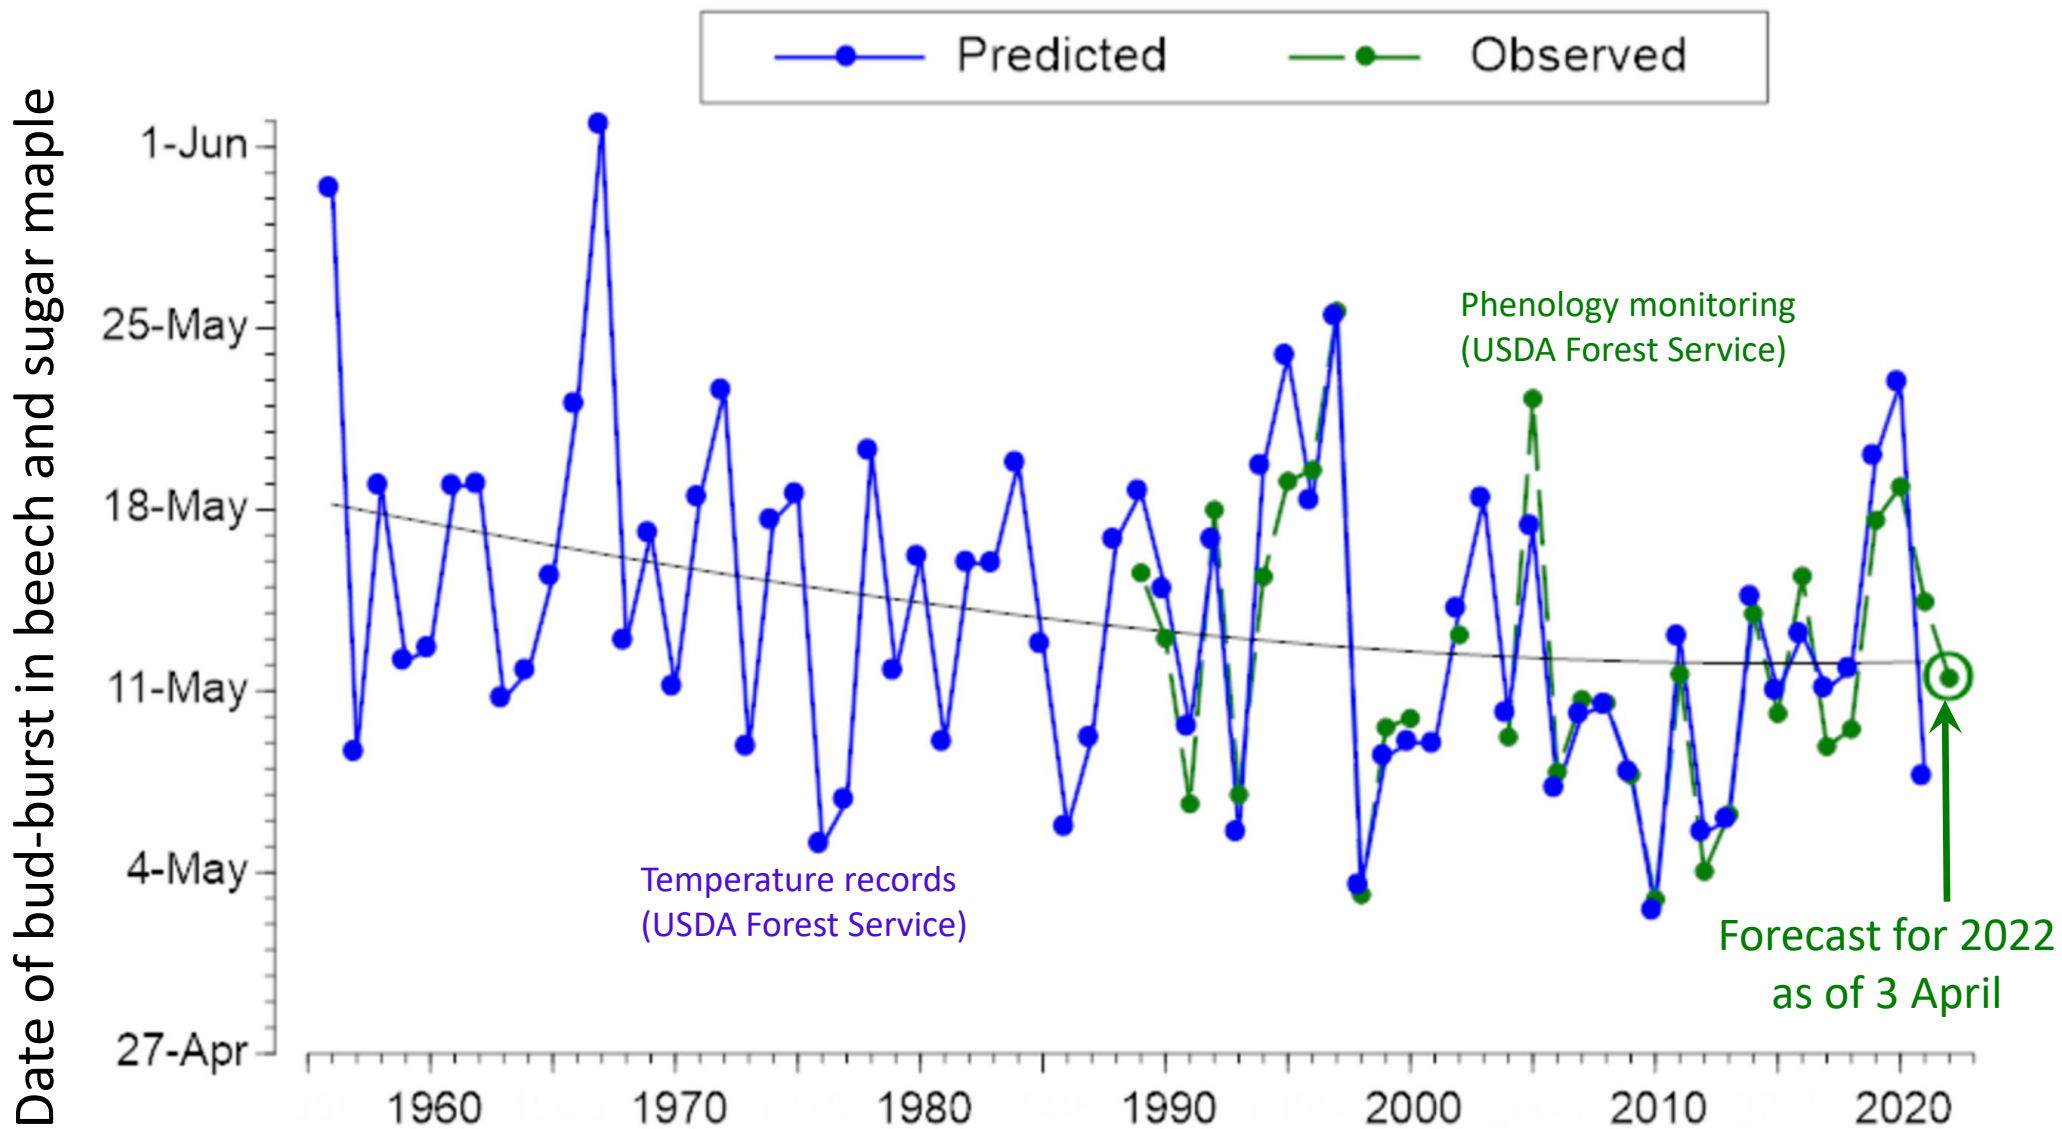 Predicted
Observed
Date of bud-burst in beech and sugar maple
1-Jun
25-May
18-May
11-May
4-May
27-Apr
Phenology monitoring
(USDA Forest Service)
Temperature records
(USDA Forest Service)
Forecast for 2022
as of 3 April
1960
1970
1980
1990
2000
2010
2020